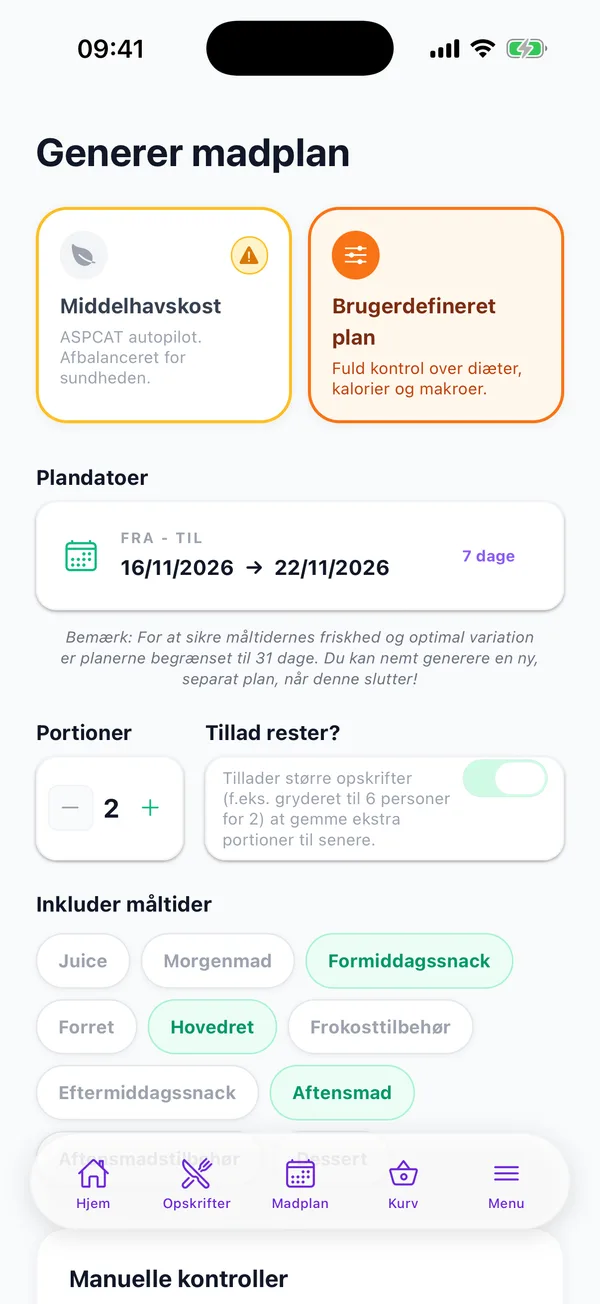 09:41
Generer madplan
Middelhavskost
ASPCAT autopilot.
Afbalanceret for
sundheden.
Brugerdefineret
plan
Fuld kontrol over diæter,
kalorier og makroer.
Plandatoer
FRA - TIL
16/11/2026 → 22/11/2026
7 dage
Bemærk: For at sikre måltidernes friskhed og optimal variation
er planerne begrænset til 31 dage. Du kan nemt generere en ny,
separat plan, når denne slutter!
Portioner
Tillad rester?
2
Tillader større opskrifter
(f.eks. gryderet til 6 personer
for 2) at gemme ekstra
portioner til senere.
Inkluder måltider
Juice
Morgenmad
Formiddagssnack
Forret
Hovedret
Frokosttilbehør
Eftermiddagssnack
Aftensmad
Aftensmadstilbehør
Dessert
Hjem
Opskrifter
Madplan
Kurv
Menu
Manuelle kontroller